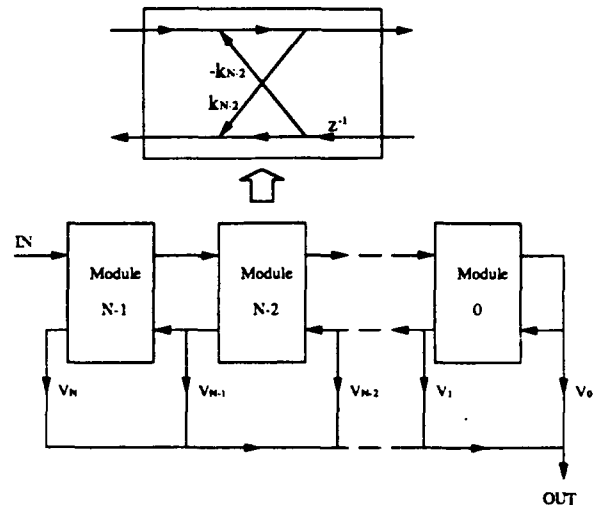 -kN-2
kN-2
z-1
IN
Module
N-1
Module
N-2
Module
0
VN
VN-1
VN-2
V1
V0
OUT